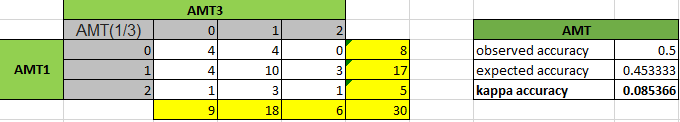 AMT3
AMT(1/3) 0 1 2
0 4 4 0 8
AMT1 1 4 10 3 17
2 1 3 1 5
9 18 6 30
AMT
observed accuracy 0.5
expected accuracy 0.453333
kappa accuracy 0.085366